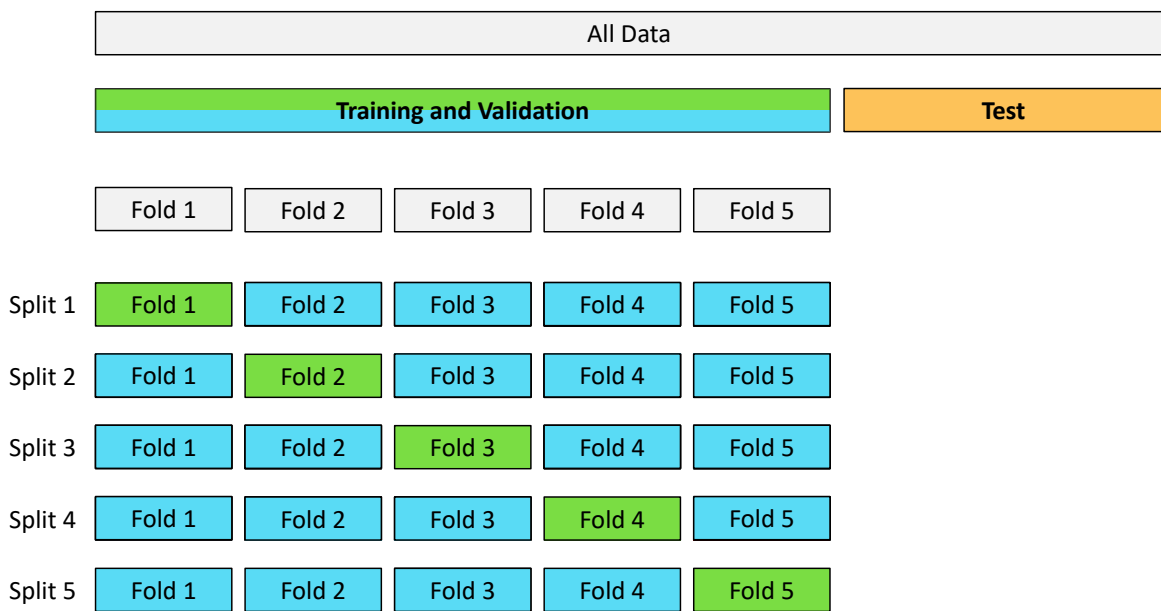 All Data
Training and Validation Test
Fold 1 Fold 2 Fold 3 Fold 4 Fold 5
Split 1 Fold 1 Fold 2 Fold 3 Fold 4 Fold 5
Split 2 Fold 1 Fold 2 Fold 3 Fold 4 Fold 5
Split 3 Fold 1 Fold 2 Fold 3 Fold 4 Fold 5
Split 4 Fold 1 Fold 2 Fold 3 Fold 4 Fold 5
Split 5 Fold 1 Fold 2 Fold 3 Fold 4 Fold 5